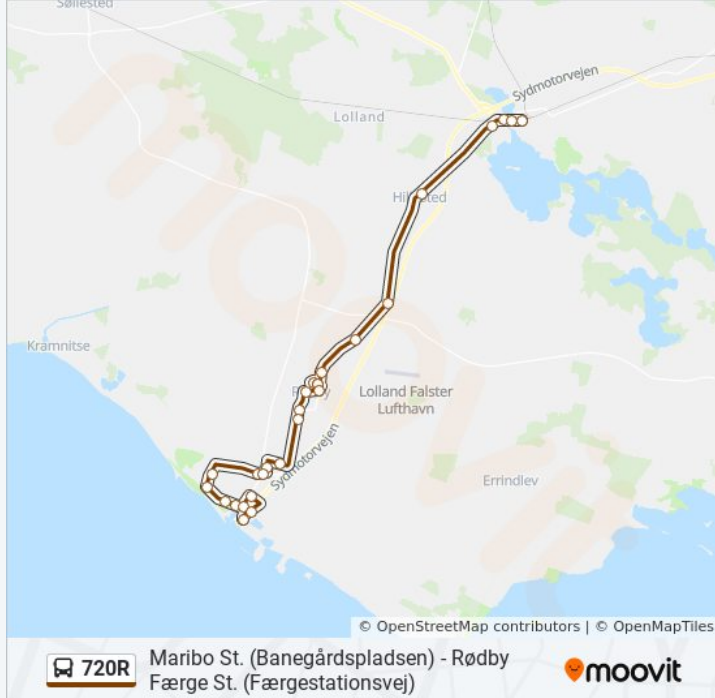 Søllested
Sydmotorvejen
Lolland
Hillested
Kramnitse
Rødby
Lolland Falster
Lufthavn
Sydmotorvejen
Errindlev
moovit
© OpenStreetMap contributors | © OpenMapTiles
720R
Maribo St. (Banegårdspladsen) - Rødby
Færge St. (Færgestationsvej)
moovit